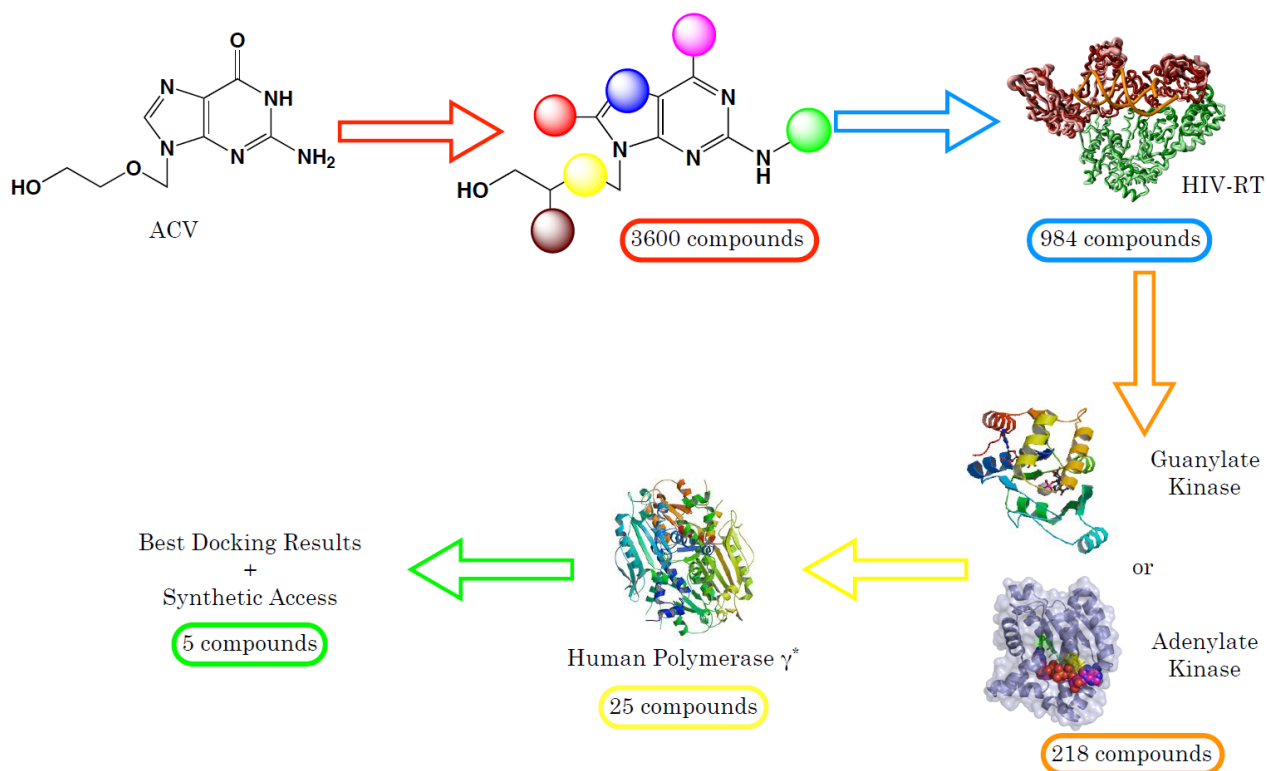 O
N
NH
N
N
NH2
O
HO
ACV
N
N
N
N
H
HO
3600 compounds
HIV-RT
984 compounds
Guanylate
Kinase
or
Adenylate
Kinase
218 compounds
Human Polymerase γ*
25 compounds
Best Docking Results
+
Synthetic Access
5 compounds